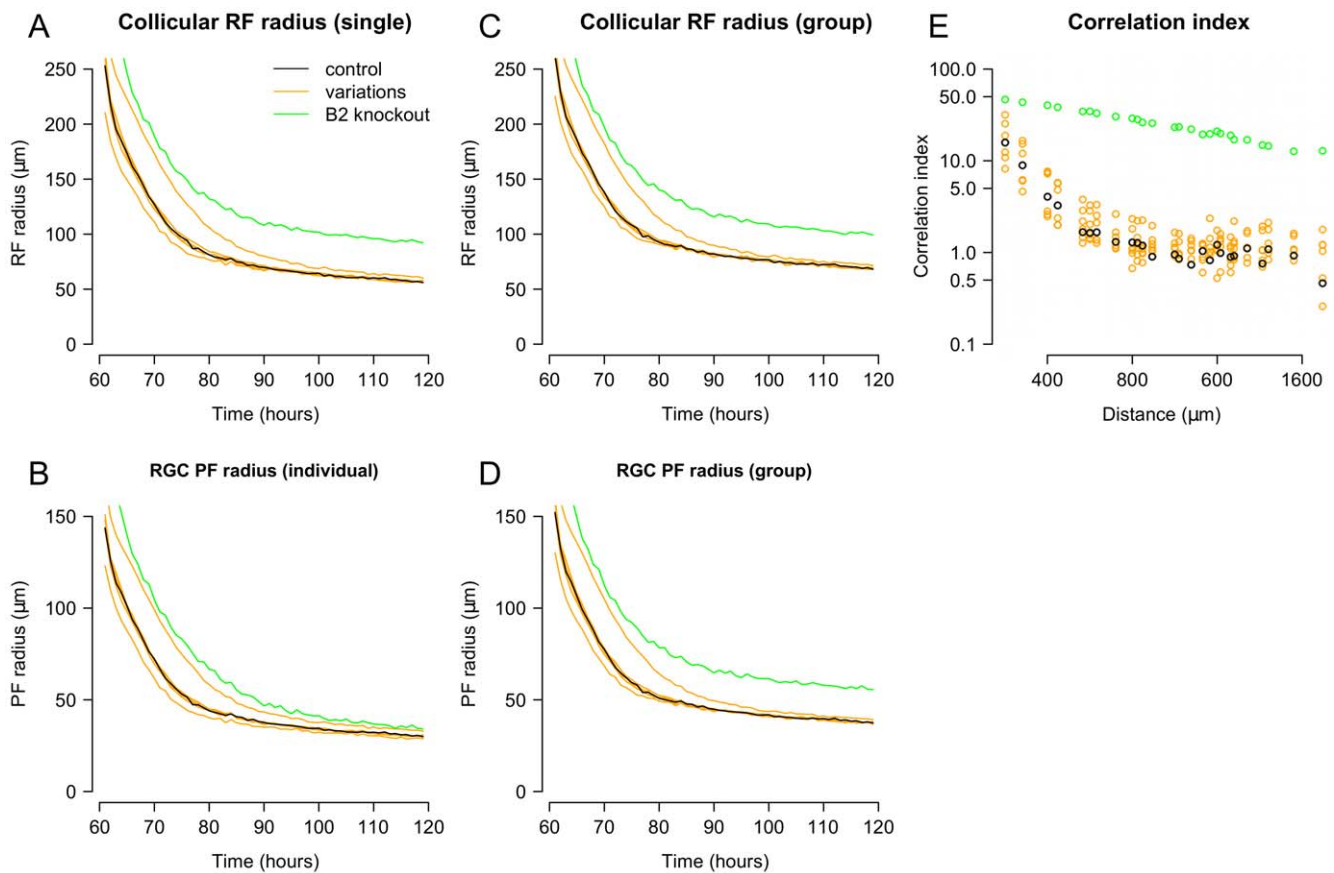 A
Collicular RF radius (single)
RF radius (µm)
250
200
150
100
50
0
control
variations
B2 knockout
60 70 80 90 100 110 120
Time (hours)
C
Collicular RF radius (group)
RF radius (µm)
250
200
150
100
50
0
60 70 80 90 100 110 120
Time (hours)
E
Correlation index
Correlation index
100.0
50.0
10.0
5.0
1.0
0.5
0.1
400 800 600 1600
Distance (µm)
B
RGC PF radius (individual)
PF radius (µm)
150
100
50
0
60 70 80 90 100 110 120
Time (hours)
D
RGC PF radius (group)
PF radius (µm)
150
100
50
0
60 70 80 90 100 110 120
Time (hours)